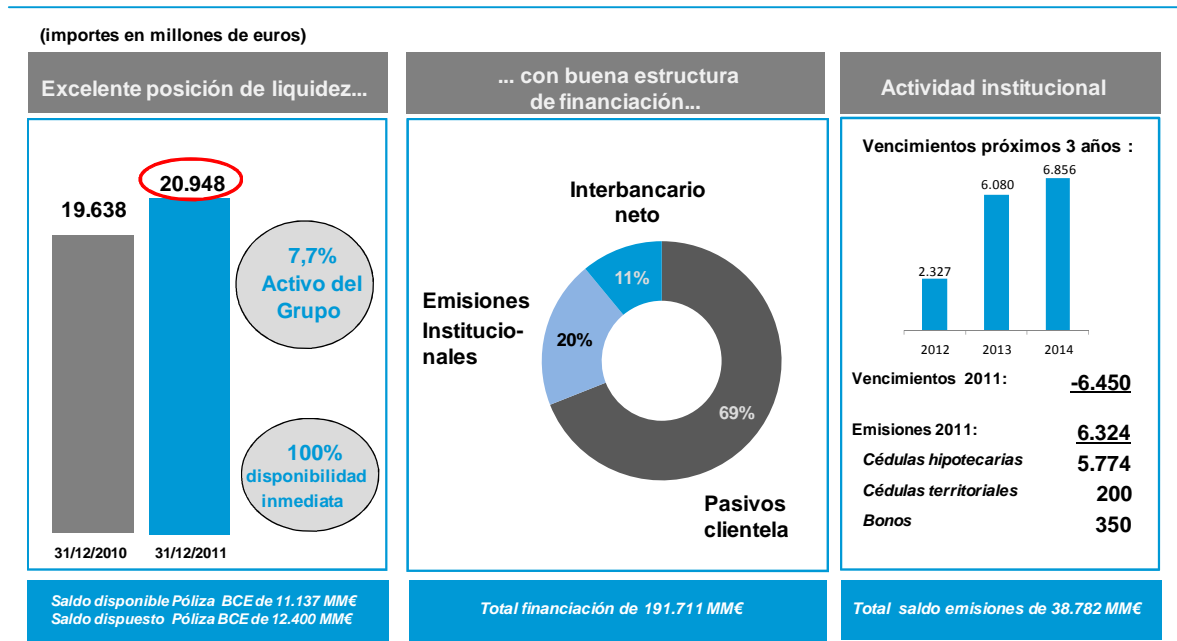 (importes en millones de euros)
Excelente posición de liquidez...
20.948
19.638
7,7%
Activo del
Grupo
100%
disponibilidad
inmediata
31/12/2010
31/12/2011
Saldo disponible Póliza BCE de 11.137 MM€
Saldo dispuesto Póliza BCE de 12.400 MM€
... con buena estructura
de financiación...
Interbancario
neto
11%
Emisiones
Institucio-
nales
20%
69%
Pasivos
clientela
Total financiación de 191.711 MM€
Actividad institucional
Vencimientos próximos 3 años :
6.856
6.080
2.327
2012 2013 2014
Vencimientos 2011: -6.450
Emisiones 2011: 6.324
Cédulas hipotecarias 5.774
Cédulas territoriales 200
Bonos 350
Total saldo emisiones de 38.782 MM€